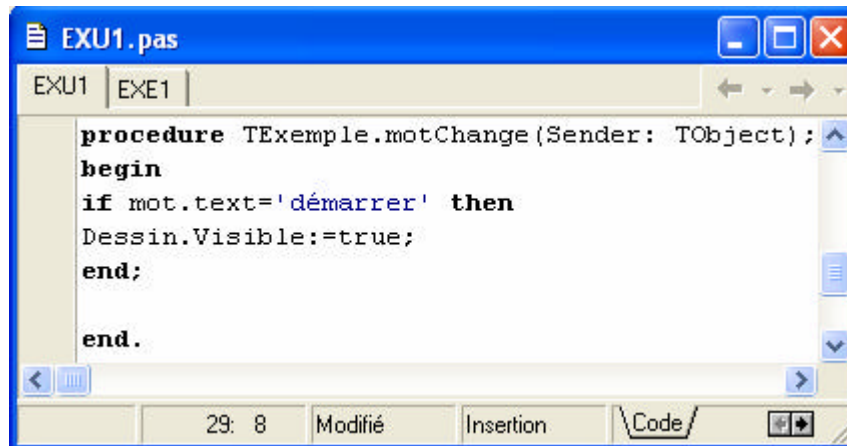 EXU1.pas
EXU1 EXE1
procedure TExemple.motChange(Sender: TObject);
begin
if mot.text='démarrer' then
Dessin.Visible:=true;
end;
end.
29: 8 Modifié Insertion \Code/